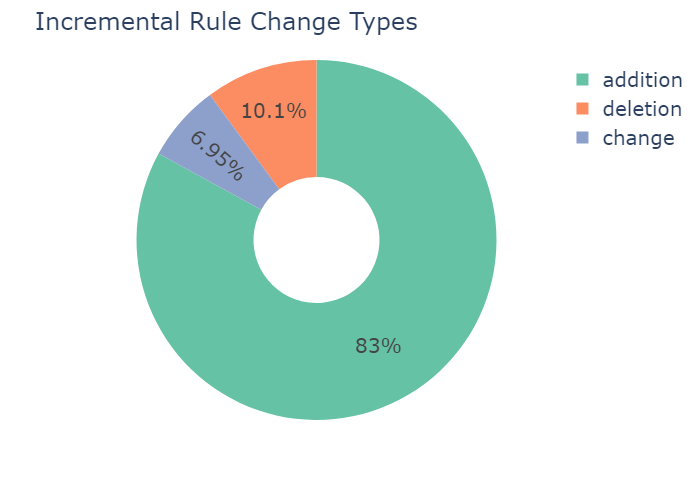 Incremental Rule Change Types
addition
deletion
change
10.1%
6.95%
83%